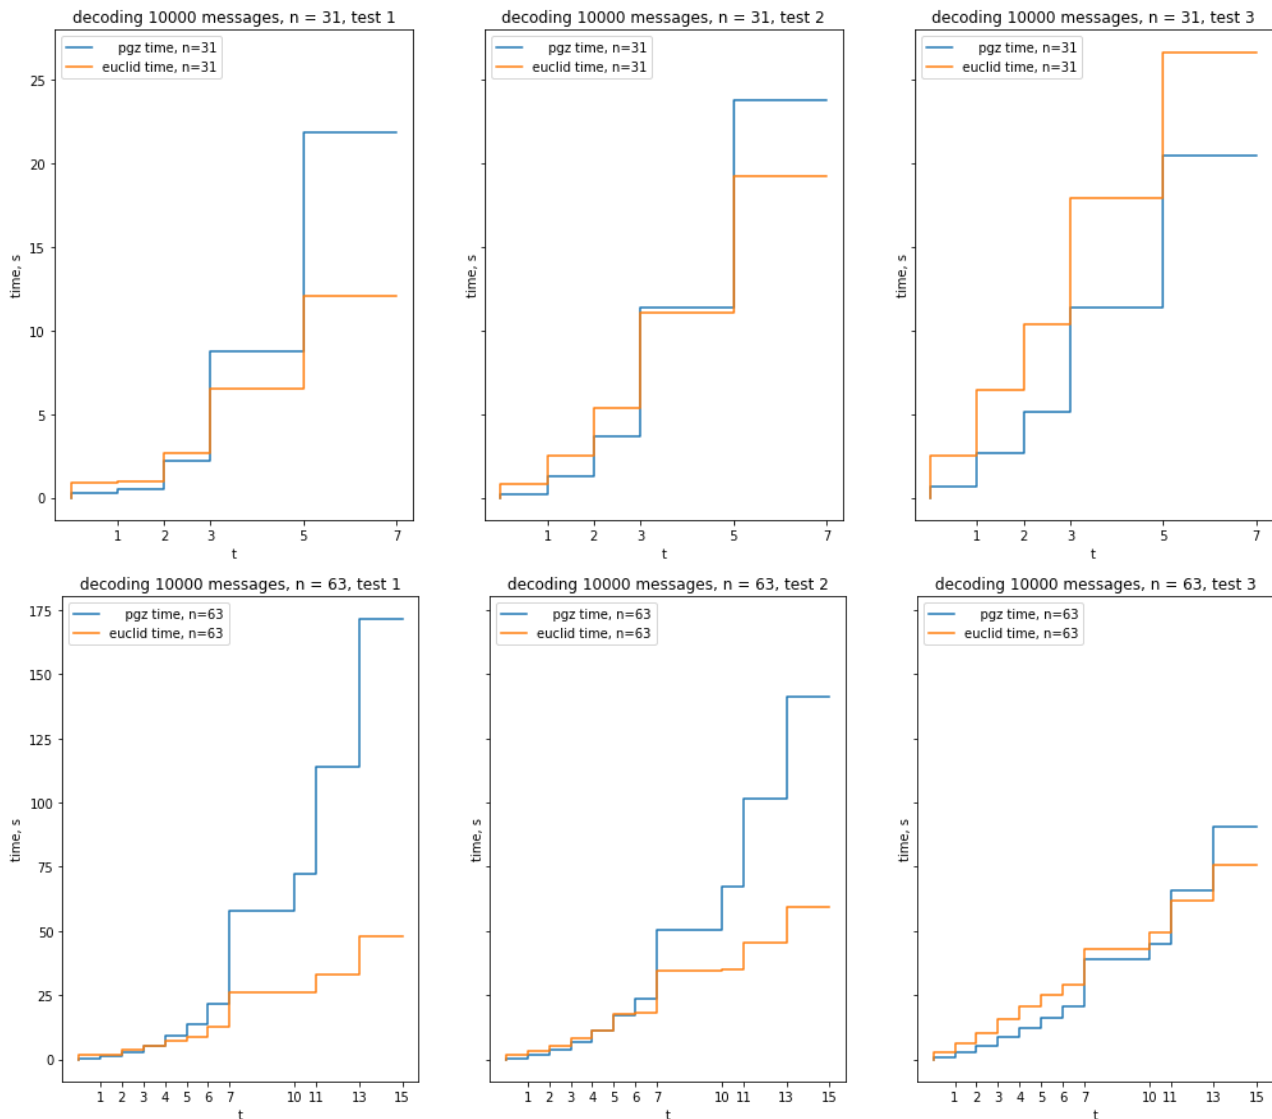 decoding 10000 messages, n = 31, test 1
pgz time, n=31
euclid time, n=31
25
20
15
10
5
0
time, s
1 2 3 5 7
t
decoding 10000 messages, n = 31, test 2
pgz time, n=31
euclid time, n=31
time, s
1 2 3 5 7
t
decoding 10000 messages, n = 31, test 3
pgz time, n=31
euclid time, n=31
time, s
1 2 3 5 7
t
decoding 10000 messages, n = 63, test 1
pgz time, n=63
euclid time, n=63
175
150
125
100
75
50
25
0
time, s
1 2 3 4 5 6 7 10 11 13 15
t
decoding 10000 messages, n = 63, test 2
pgz time, n=63
euclid time, n=63
time, s
1 2 3 4 5 6 7 10 11 13 15
t
decoding 10000 messages, n = 63, test 3
pgz time, n=63
euclid time, n=63
time, s
1 2 3 4 5 6 7 10 11 13 15
t